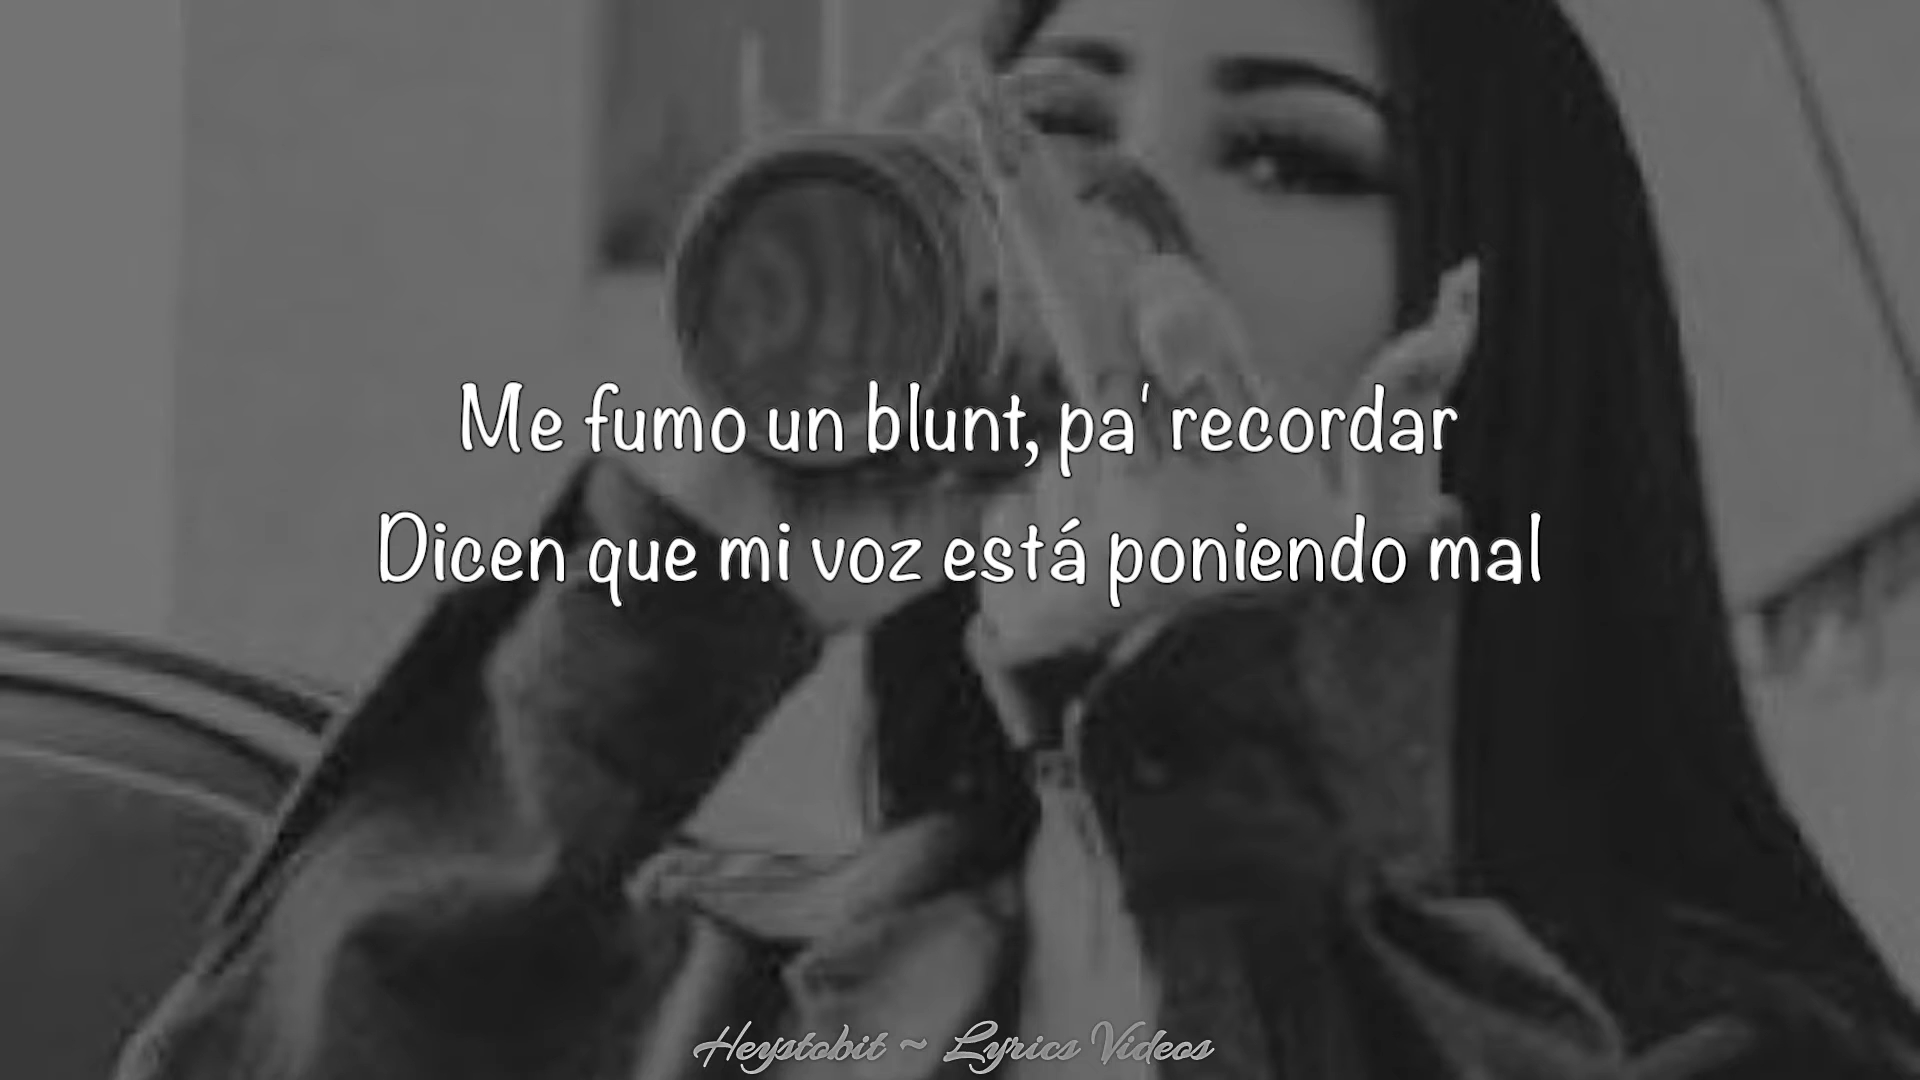 Me fumo un blunt, pa' recordar
Dicen que mi voz está poniendo mal
Heystobit ~ Lyrics Videos